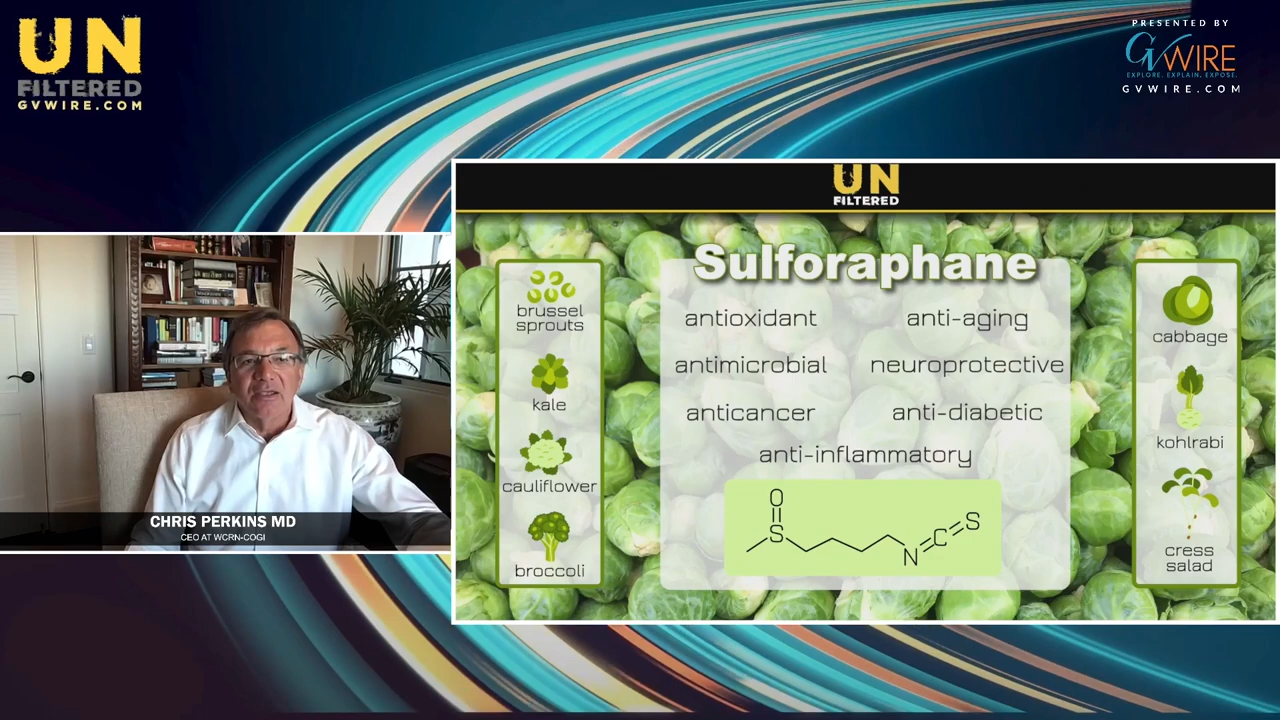 UN
FILTERED
GVWIRE.COM
PRESENTED BY
GVWIRE
EXPLORE. EXPLAIN. EXPOSE.
GVWIRE.COM
UN
FILTERED
Sulforaphane
brussel
sprouts
kale
cauliflower
broccoli
antioxidant
anti-aging
antimicrobial
neuroprotective
anticancer
anti-diabetic
anti-inflammatory
O
S
N
C
S
cabbage
kohlrabi
cress
salad
CHRIS PERKINS MD
CEO AT WCRN-COGI